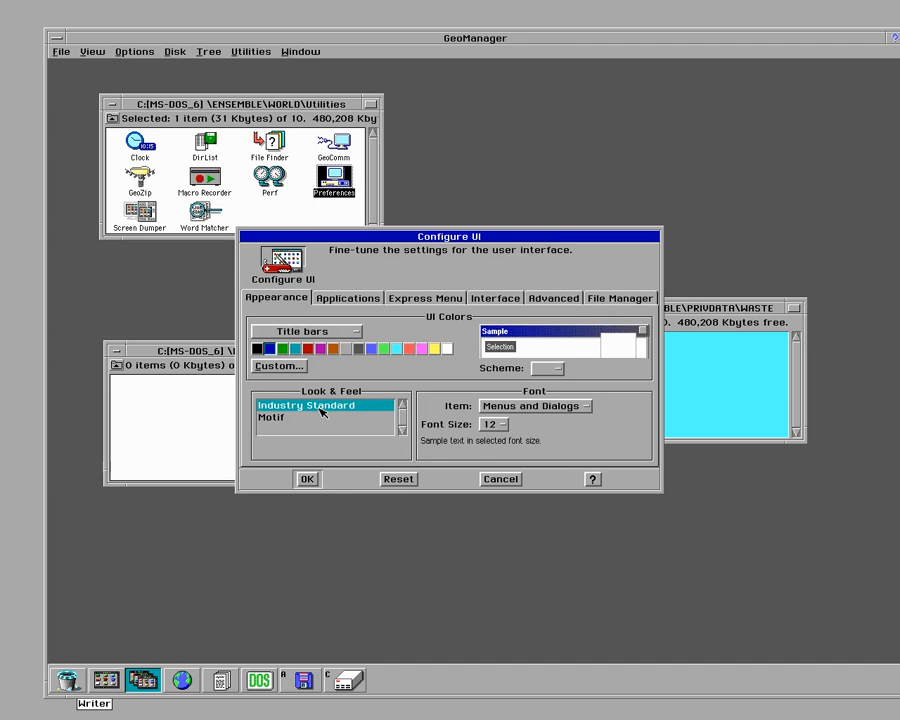 GeoManager
?
File View Options Disk Tree Utilities Window
C:[MS-DOS_6] \ENSEMBLE\WORLD\Utilities
Selected: 1 item (31 Kbytes) of 10. 480,208 Kby
Clock DirList File Finder GeoComm
GeoZip Macro Recorder Perf Preferences
Screen Dumper Word Matcher
Configure UI
Fine-tune the settings for the user interface.
Configure UI
Appearance Applications Express Menu Interface Advanced File Manager
UI Colors
Title bars
Custom...
Sample
Selection
Scheme:
Look & Feel
Industry Standard
Motif
Font
Item: Menus and Dialogs
Font Size: 12
Sample text in selected font size.
OK Reset Cancel ?
BLE\PRIVDATA\WASTE
0. 480,208 Kbytes free.
C:[MS-DOS_6] \
0 items (0 Kbytes) o
DOS A C
Writer